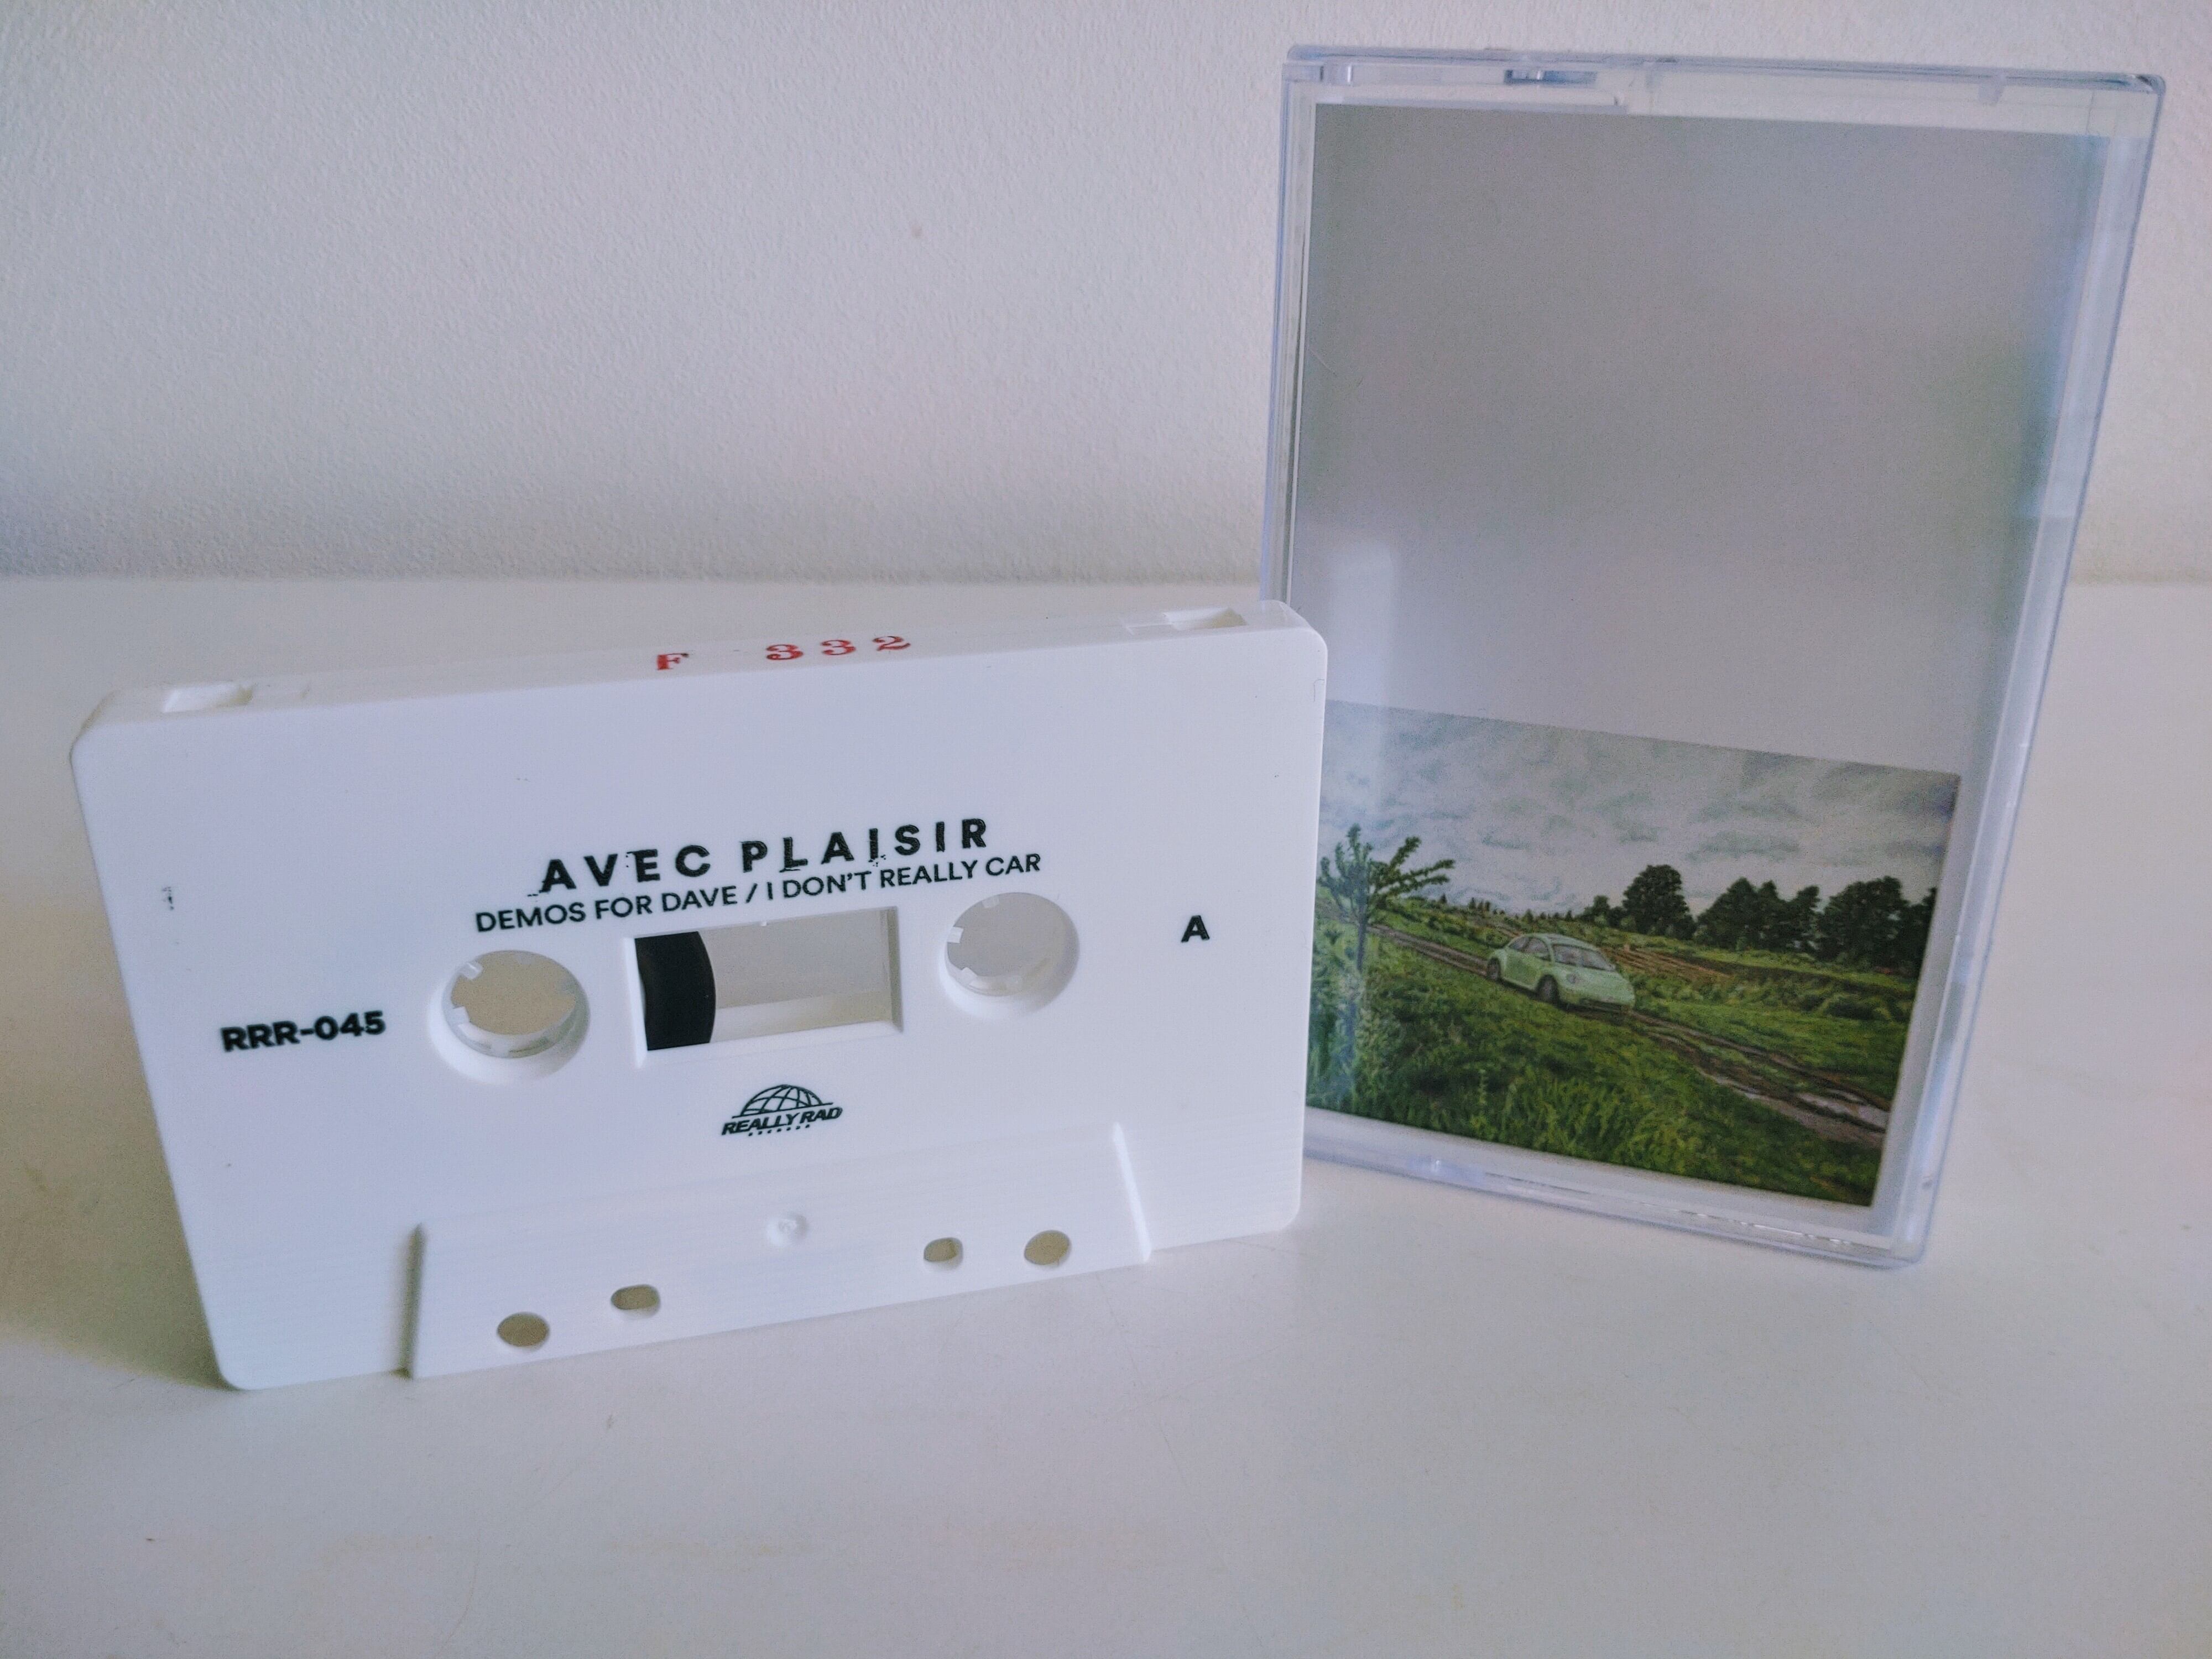 F 332
AVEC PLAISIR
DEMOS FOR DAVE / I DON'T REALLY CAR
A
RRR-045
REALLY RAD